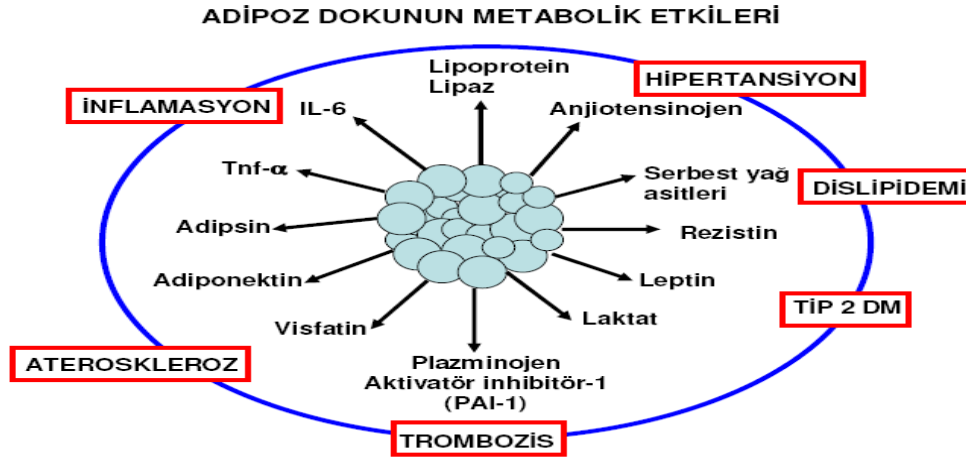 ADİPOZ DOKUNUN METABOLİK ETKİLERİ
Lipoprotein
Lipaz
HİPERTANSİYON
İNFLAMASYON
IL-6
Anjiotensinojen
Tnf-α
Serbest yağ
asitleri
DİSLİPİDEMİ
Adipsin
Rezistin
Adiponektin
Leptin
Visfatin
Laktat
TİP 2 DM
ATEROSKLEROZ
Plazminojen
Aktivatör inhibitör-1
(PAI-1)
TROMBOZİS